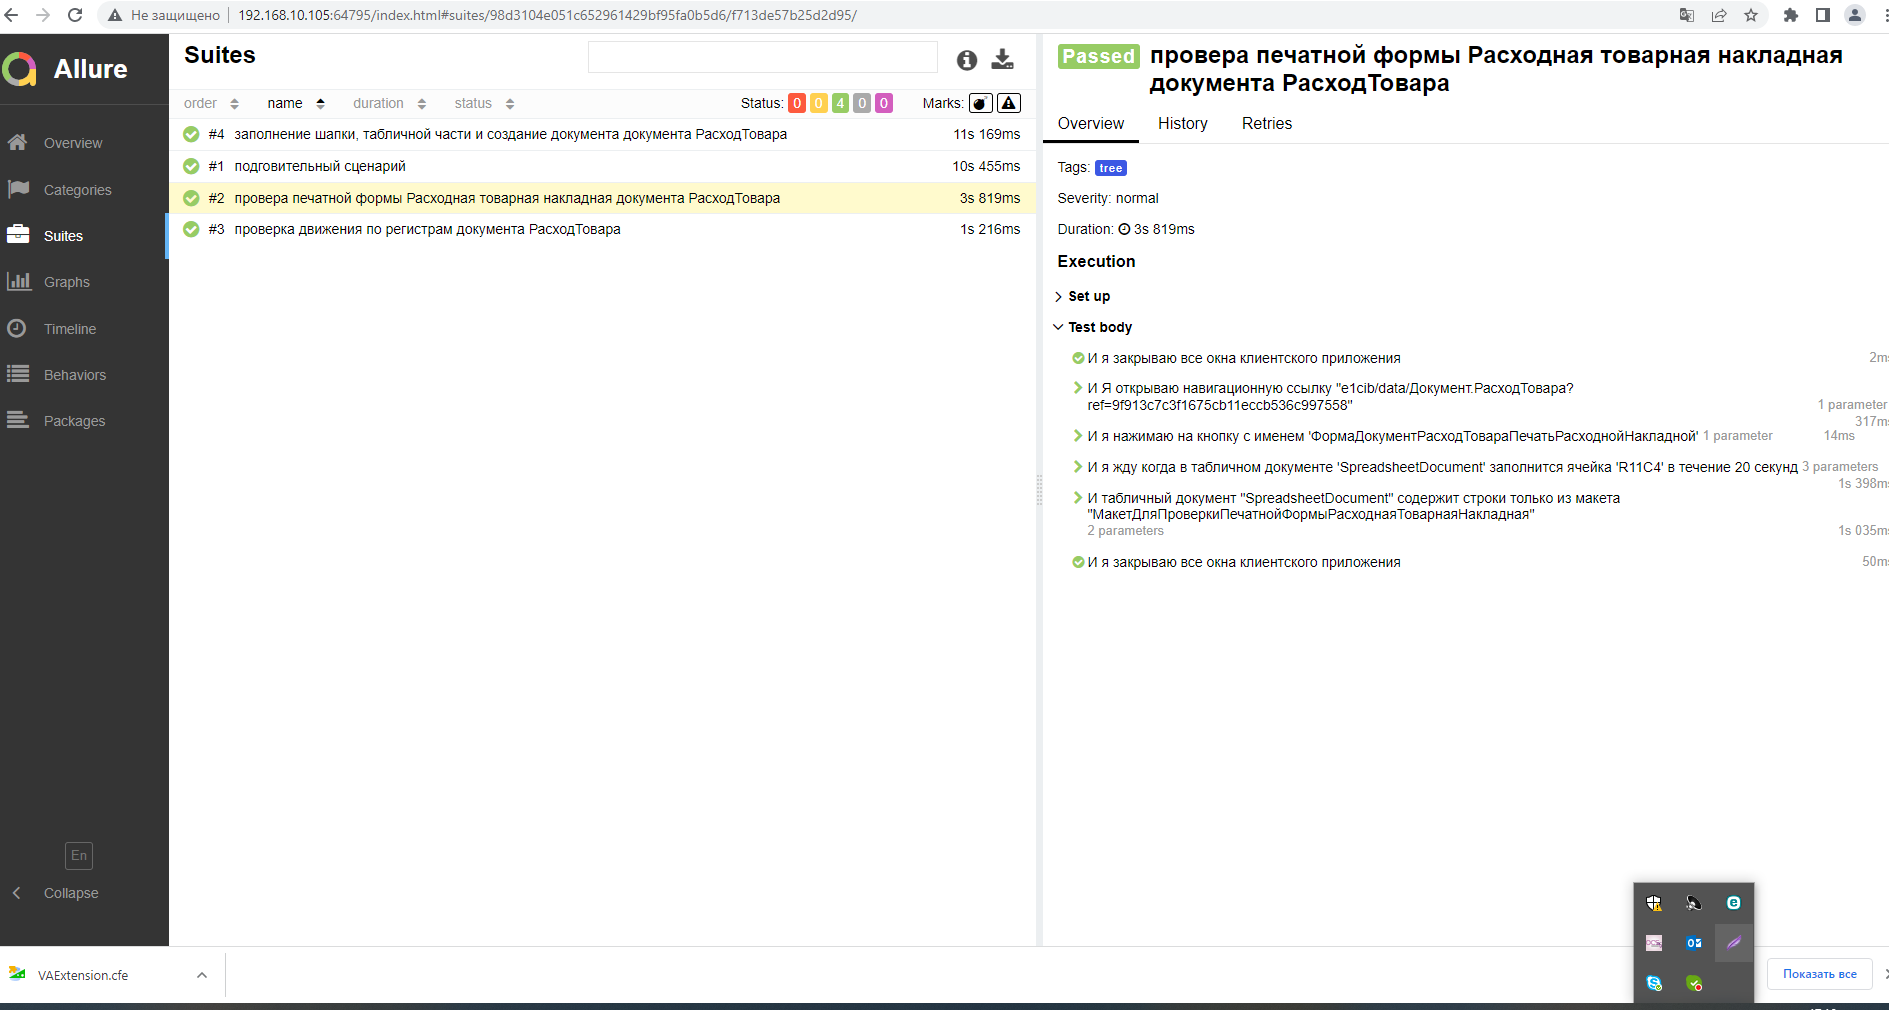 Не защищено
192.168.10.105:64795/index.html#suites/98d3104e051c652961429bf95fa0b5d6/f713de57b25d2d95/
Allure
Overview
Categories
Suites
Graphs
Timeline
Behaviors
Packages
En
Collapse
Suites
order name duration status Status: 0 0 4 0 0 Marks:
#4 заполнение шапки, табличной части и создание документа документа РасходТовара 11s 169ms
#1 подговительный сценарий 10s 455ms
#2 провера печатной формы Расходная товарная накладная документа РасходТовара 3s 819ms
#3 проверка движения по регистрам документа РасходТовара 1s 216ms
Passed провера печатной формы Расходная товарная накладная
документа РасходТовара
Overview History Retries
Tags: tree
Severity: normal
Duration: 3s 819ms
Execution
Set up
Test body
И я закрываю все окна клиентского приложения 2ms
И Я открываю навигационную ссылку "e1cib/data/Документ.РасходТовара?
ref=9f913c7c3f1675cb11eccb536c997558" 1 parameter
317ms
И я нажимаю на кнопку с именем 'ФормаДокументРасходТовараПечатьРасходнойНакладной' 1 parameter 14ms
И я жду когда в табличном документе 'SpreadsheetDocument' заполнится ячейка 'R11C4' в течение 20 секунд 3 parameters
1s 398ms
И табличный документ "SpreadsheetDocument" содержит строки только из макета
"МакетДляПроверкиПечатнойФормыРасходнаяТоварнаяНакладная"
2 parameters 1s 035ms
И я закрываю все окна клиентского приложения 50ms
VAExtension.cfe
Показать все